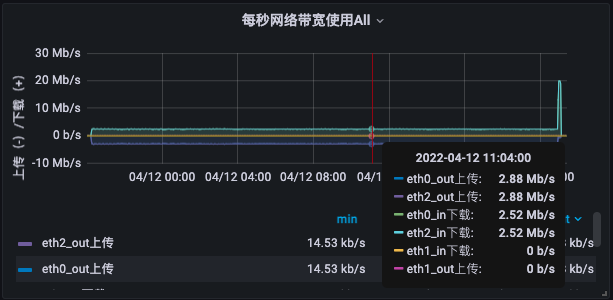 每秒网络带宽使用All
上传（-）/下载（+）
30 Mb/s
20 Mb/s
10 Mb/s
0 b/s
-10 Mb/s
04/12 00:00
04/12 04:00
04/12 08:00
2022-04-12 11:04:00
eth0_out上传: 2.88 Mb/s
eth2_out上传: 2.88 Mb/s
eth0_in下载: 2.52 Mb/s
eth2_in下载: 2.52 Mb/s
eth1_in下载: 0 b/s
eth1_out上传: 0 b/s
min
eth2_out上传 14.53 kb/s
eth0_out上传 14.53 kb/s